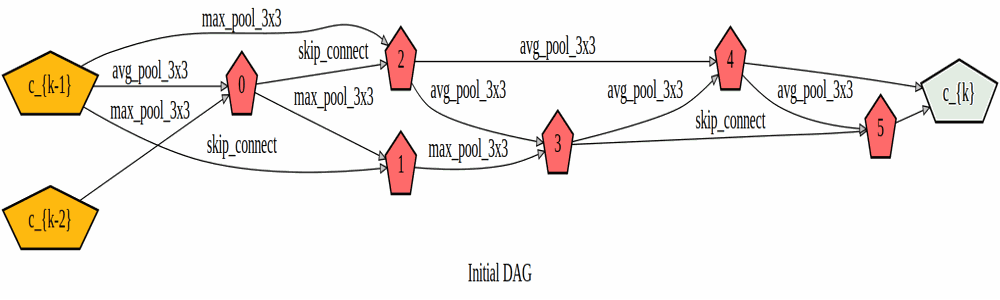 max_pool_3x3
skip_connect
avg_pool_3x3
c_{k-1}
avg_pool_3x3
0
2
4
c_{k}
max_pool_3x3
max_pool_3x3
avg_pool_3x3
avg_pool_3x3
avg_pool_3x3
skip_connect
skip_connect
max_pool_3x3
1
3
5
c_{k-2}
Initial DAG